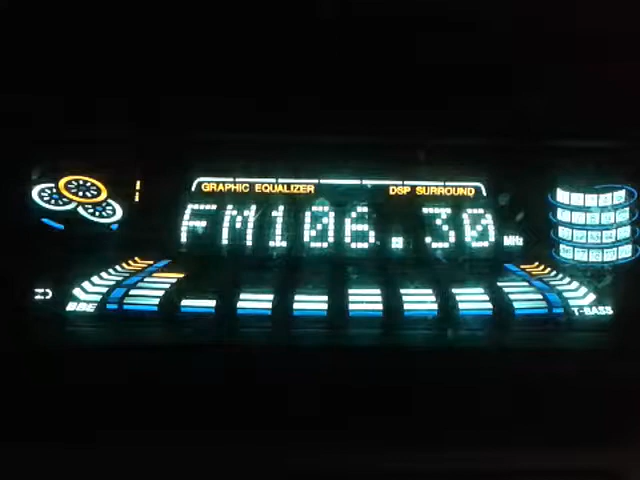 GRAPHIC EQUALIZER DSP SURROUND
FM106.30 MHz
BBE T-BASS